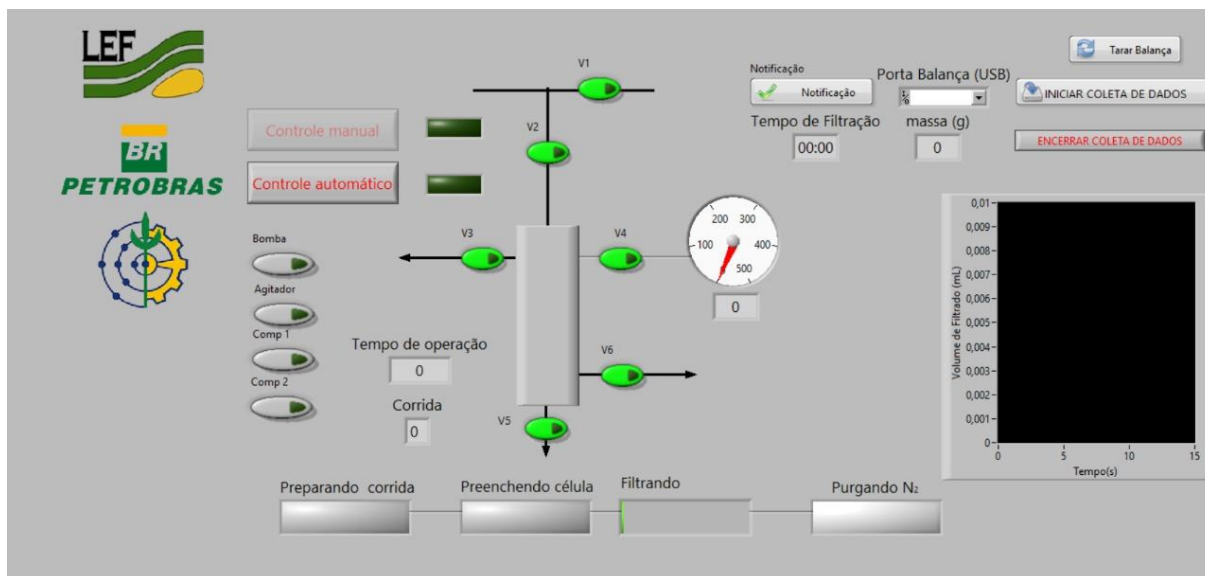 LEF
BR
PETROBRAS
Controle manual
Controle automático
V1
V2
V3
V4
V5
V6
Bomba
Agitador
Comp 1
Comp 2
Tempo de operação
0
Corrida
0
100
200
300
400
500
0
Notificação
Notificação
Porta Balança (USB)
Tarar Balança
INICIAR COLETA DE DADOS
ENCERRAR COLETA DE DADOS
Tempo de Filtração
00:00
massa (g)
0
Volume de Filtrado (mL)
0,01
0,009
0,008
0,007
0,006
0,005
0,004
0,003
0,002
0,001
0
0
5
10
15
Tempo(s)
Preparando corrida
Preenchendo célula
Filtrando
Purgando N₂